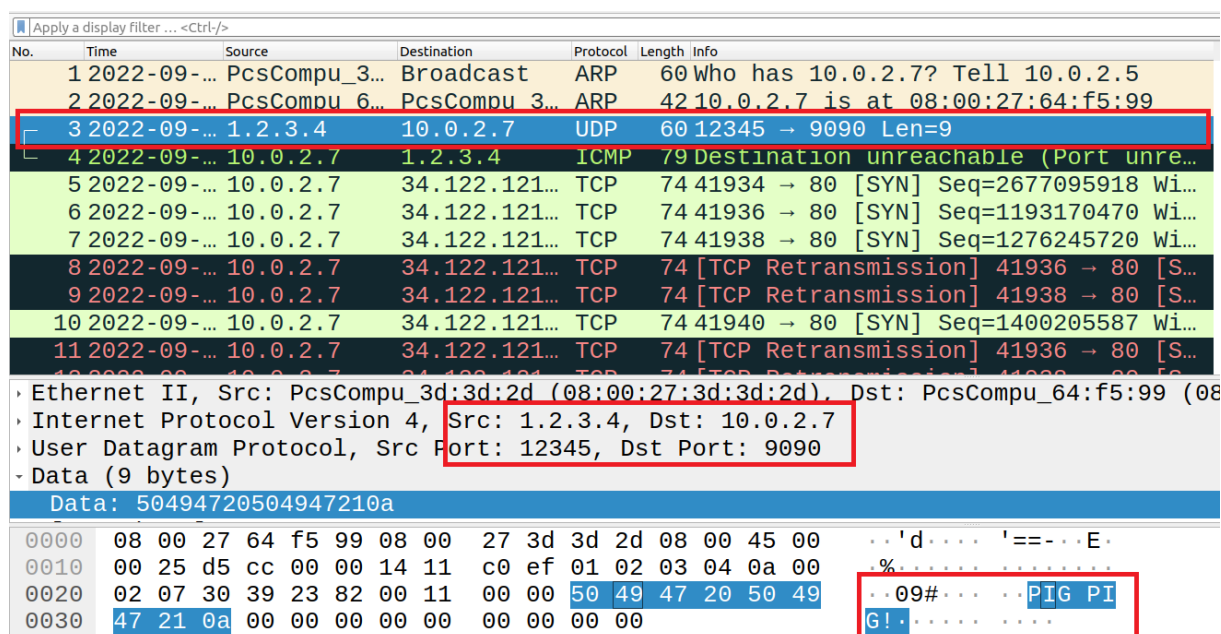 Apply a display filter ... <Ctrl-/>
No. Time Source Destination Protocol Length Info
1 2022-09-… PcsCompu_3… Broadcast ARP 60 Who has 10.0.2.7? Tell 10.0.2.5
2 2022-09-… PcsCompu_6… PcsCompu_3… ARP 42 10.0.2.7 is at 08:00:27:64:f5:99
3 2022-09-… 1.2.3.4 10.0.2.7 UDP 60 12345 → 9090 Len=9
4 2022-09-… 10.0.2.7 1.2.3.4 ICMP 79 Destination unreachable (Port unre…
5 2022-09-… 10.0.2.7 34.122.121… TCP 74 41934 → 80 [SYN] Seq=2677095918 Wi…
6 2022-09-… 10.0.2.7 34.122.121… TCP 74 41936 → 80 [SYN] Seq=1193170470 Wi…
7 2022-09-… 10.0.2.7 34.122.121… TCP 74 41938 → 80 [SYN] Seq=1276245720 Wi…
8 2022-09-… 10.0.2.7 34.122.121… TCP 74 [TCP Retransmission] 41936 → 80 [S…
9 2022-09-… 10.0.2.7 34.122.121… TCP 74 [TCP Retransmission] 41938 → 80 [S…
10 2022-09-… 10.0.2.7 34.122.121… TCP 74 41940 → 80 [SYN] Seq=1400205587 Wi…
11 2022-09-… 10.0.2.7 34.122.121… TCP 74 [TCP Retransmission] 41936 → 80 [S…
Ethernet II, Src: PcsCompu_3d:3d:2d (08:00:27:3d:3d:2d), Dst: PcsCompu_64:f5:99 (08
Internet Protocol Version 4, Src: 1.2.3.4, Dst: 10.0.2.7
User Datagram Protocol, Src Port: 12345, Dst Port: 9090
Data (9 bytes)
Data: 50494720504947210a
0000 08 00 27 64 f5 99 08 00 27 3d 3d 2d 08 00 45 00 ··'d···· '==-··E·
0010 00 25 d5 cc 00 00 14 11 c0 ef 01 02 03 04 0a 00 ·%······ ········
0020 02 07 30 39 23 82 00 11 00 00 50 49 47 20 50 49 ··09#··· ··PIG PI
0030 47 21 0a 00 00 00 00 00 00 00 00 00 G!······ ····